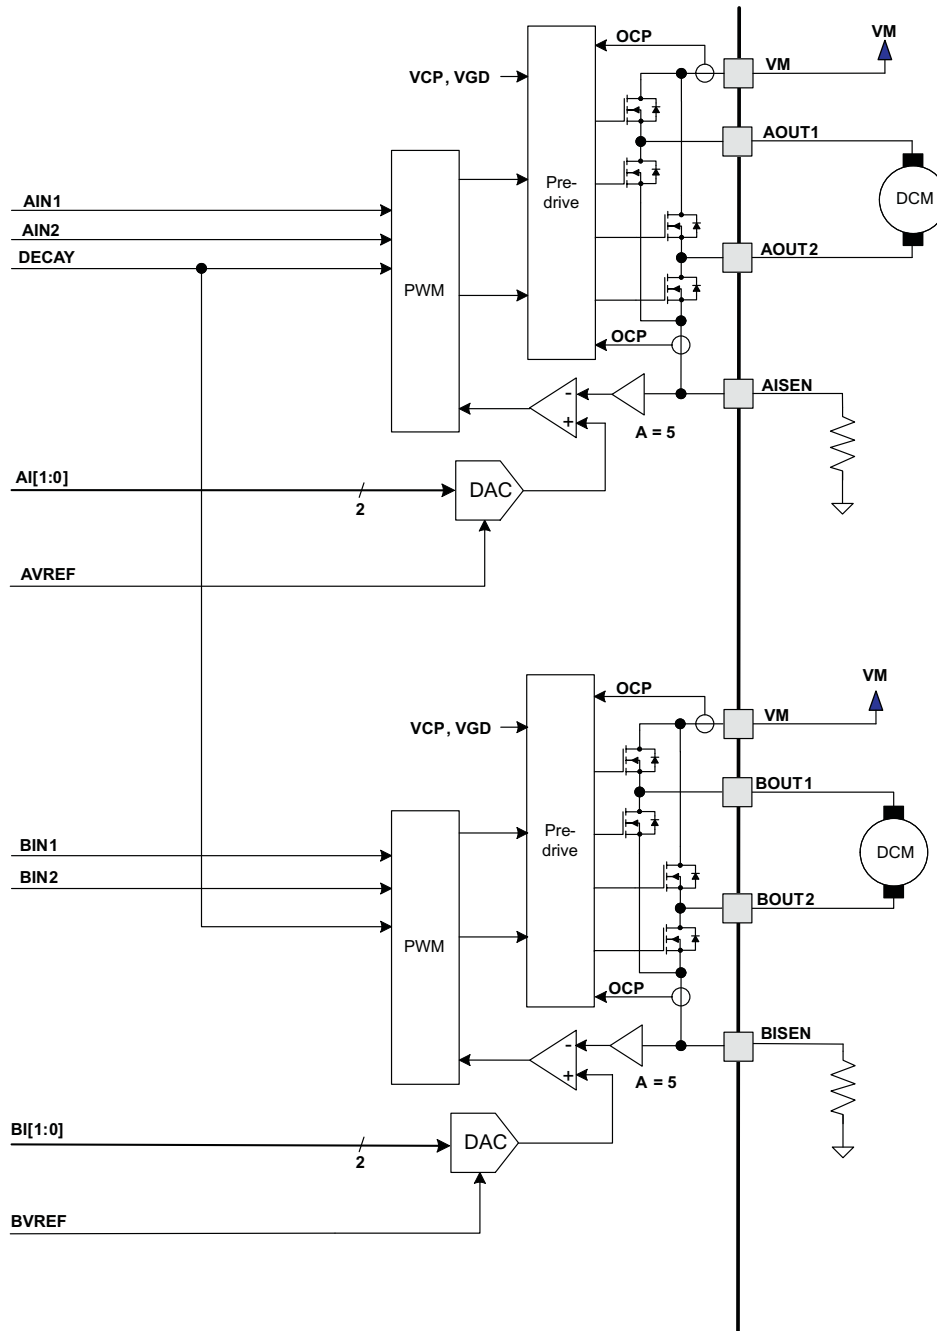 OCP
VM
VCP, VGD
VM
AOUT1
AIN1
AIN2
DECAY
PWM
Pre-
drive
DCM
AOUT2
OCP
AISEN
-
+
A = 5
AI[1:0]
2
DAC
AVREF
OCP
VM
VCP, VGD
VM
BOUT1
BIN1
BIN2
PWM
Pre-
drive
DCM
BOUT2
OCP
BISEN
-
+
A = 5
BI[1:0]
2
DAC
BVREF